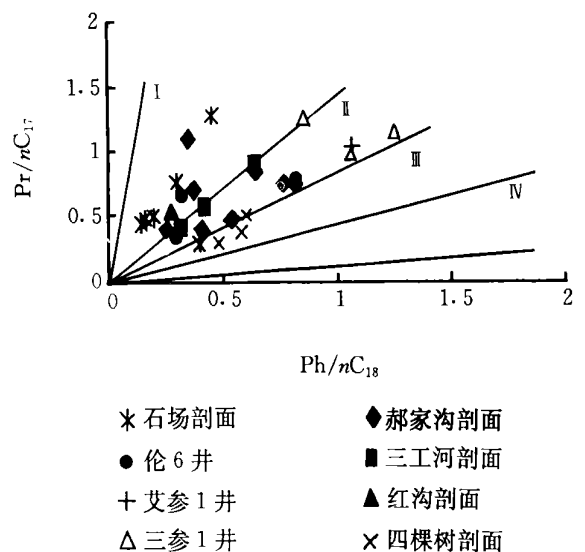 2
1.5
1
0.5
0
Pr/nC17
Ⅰ
Ⅱ
Ⅲ
Ⅳ
0 0.5 1 1.5 2
Ph/nC18
石场剖面 郝家沟剖面
伦 6 井 三工河剖面
艾参 1 井 红沟剖面
三参 1 井 四棵树剖面